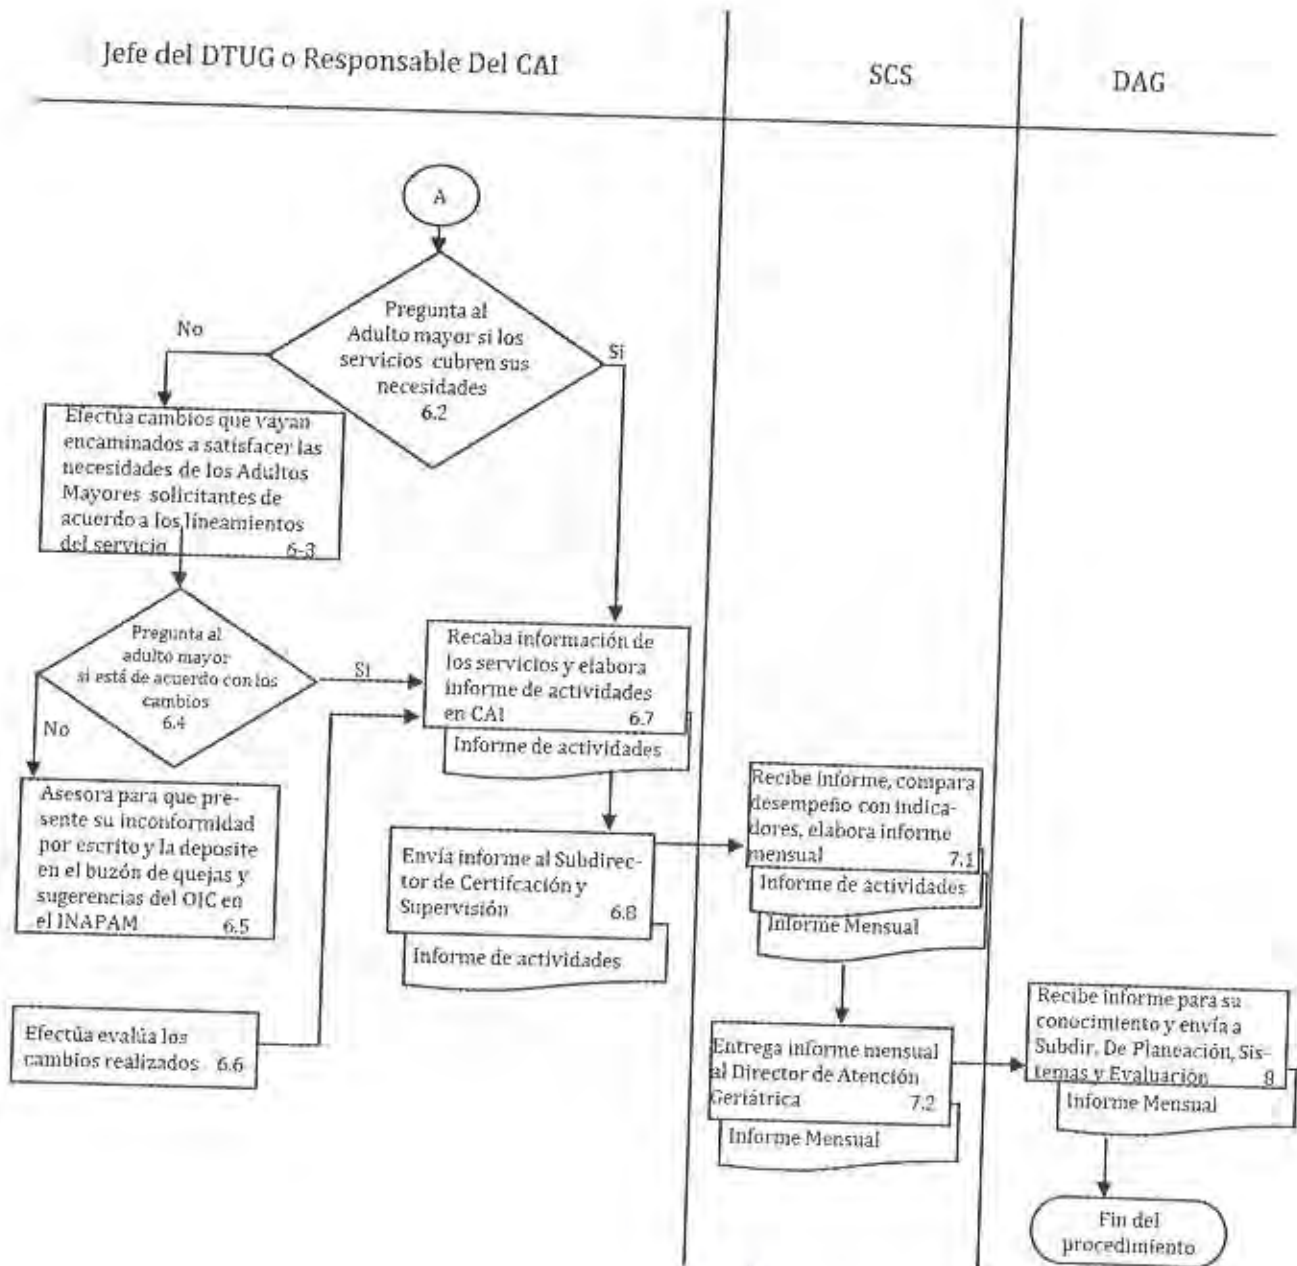 Jefe del DTUG o Responsable Del CAI
SCS
DAG
A
Pregunta al
Adulto mayor si los
servicios cubren sus
necesidades
6.2
No
Si
Efectúa cambios que vayan
encaminados a satisfacer las
necesidades de los Adultos
Mayores solicitantes de
acuerdo a los lineamientos
del servicio 6-3
Pregunta al
adulto mayor
si está de acuerdo con los
cambios
6.4
Si
No
Recaba información de
los servicios y elabora
informe de actividades
en CAI 6.7
Informe de actividades
Asesora para que pre-
sente su inconformidad
por escrito y la deposite
en el buzón de quejas y
sugerencias del OIC en
el INAPAM 6.5
Envía informe al Subdirec-
tor de Certifcación y
Supervisión 6.8
Informe de actividades
Efectúa evalúa los
cambios realizados 6.6
Recibe informe, compara
desempeño con indica-
dores, elabora informe
mensual 7.1
Informe de actividades
Informe Mensual
Entrega informe mensual
al Director de Atención
Geriátrica 7.2
Informe Mensual
Recibe informe para su
conocimiento y envía a
Subdir. De Planeación, Sis-
temas y Evaluación 8
Informe Mensual
Fin del
procedimiento